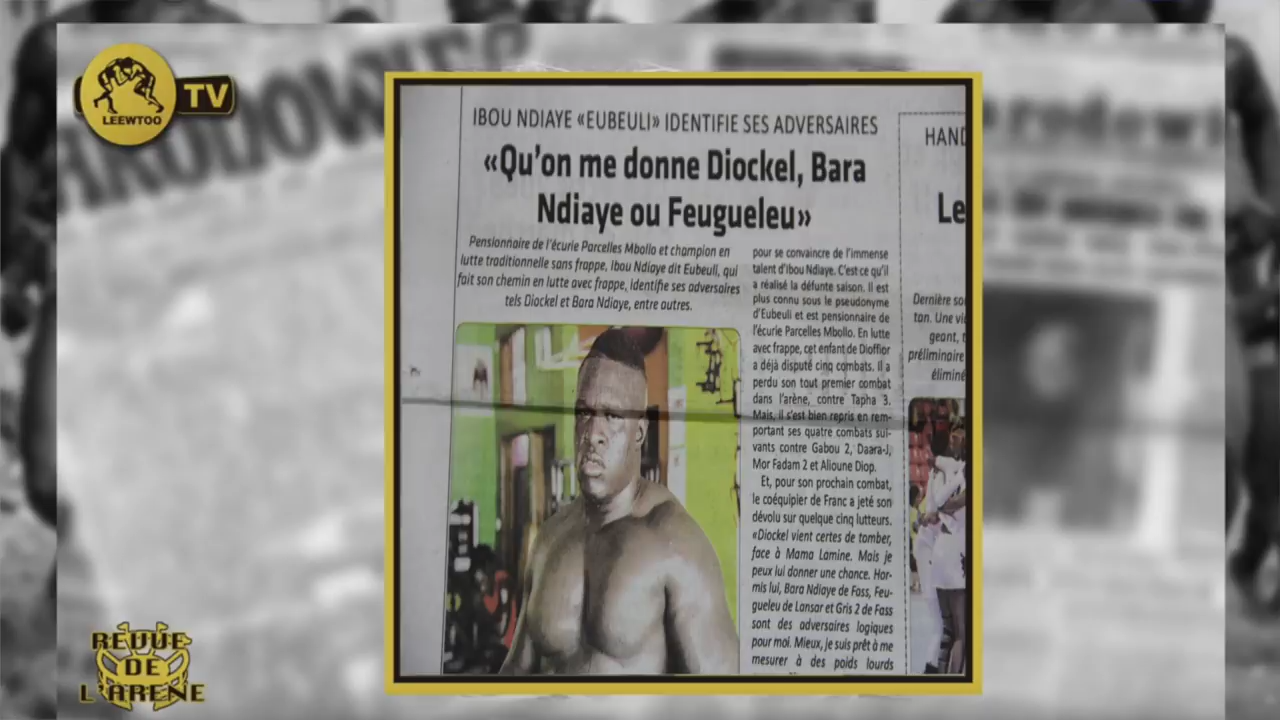 LEEWTOO
TV
IBOU NDIAYE «EUBEULI» IDENTIFIE SES ADVERSAIRES
«Qu'on me donne Diockel, Bara
Ndiaye ou Feugueleu»
Pensionnaire de l'écurie Parcelles Mbollo et champion en
lutte traditionnelle sans frappe, Ibou Ndiaye dit Eubeuli, qui
fait son chemin en lutte avec frappe, identifie ses adversaires
tels Diockel et Bara Ndiaye, entre autres.
pour se convaincre de l'immense
talent d'Ibou Ndiaye. C'est ce qu'il
a réalisé la défunte saison. Il est
plus connu sous le pseudonyme
d'Eubeuli et est pensionnaire de
l'écurie Parcelles Mbollo. En lutte
avec frappe, cet enfant de Dioffior
a déjà disputé cinq combats. Il a
perdu son tout premier combat
dans l'arène, contre Tapha 3.
Mais, il s'est bien repris en rem-
portant ses quatre combats sui-
vants contre Gabou 2, Daara-J,
Mor Fadam 2 et Alioune Diop.
Et, pour son prochain combat,
le coéquipier de Franc a jeté son
dévolu sur quelque cinq lutteurs.
«Diockel vient certes de tomber,
face à Mama Lamine. Mais je
peux lui donner une chance. Hor-
mis lui, Bara Ndiaye de Fass, Feu-
gueleu de Lansar et Gris 2 de Fass
sont des adversaires logiques
pour moi. Mieux, je suis prêt à me
mesurer à des poids lourds
HAND
Le
Dernière so
tan. Une vic
geant, t
préliminaire
élimine
REVUE
DE
L'ARENE